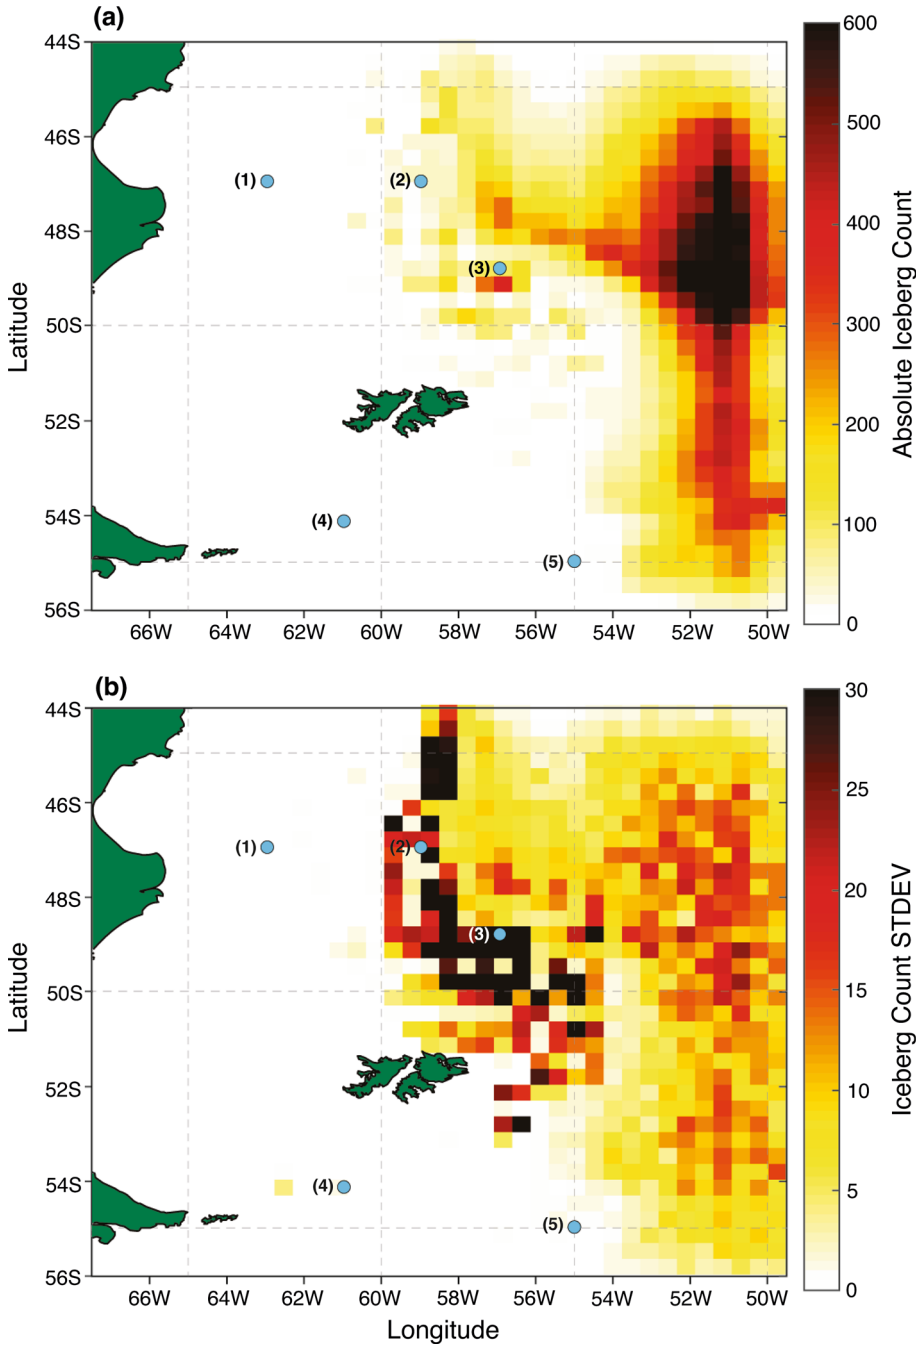 (a)
44S
46S
48S
50S
52S
54S
56S
Latitude
(1)
(2)
(3)
(4)
(5)
66W 64W 62W 60W 58W 56W 54W 52W 50W
600
500
400
300
200
100
0
Absolute Iceberg Count
(b)
44S
46S
48S
50S
52S
54S
56S
Latitude
(1)
(2)
(3)
(4)
(5)
66W 64W 62W 60W 58W 56W 54W 52W 50W
Longitude
30
25
20
15
10
5
0
Iceberg Count STDEV